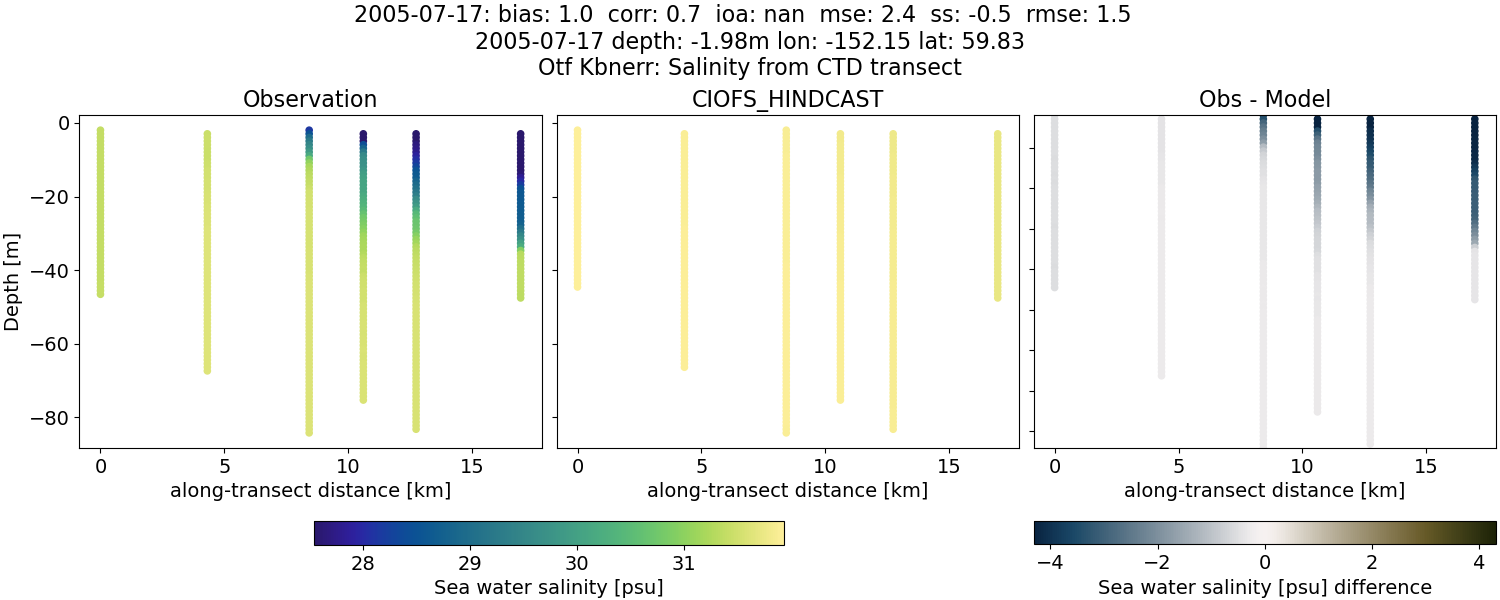 2005-07-17: bias: 1.0  corr: 0.7  ioa: nan  mse: 2.4  ss: -0.5  rmse: 1.5
2005-07-17 depth: -1.98m lon: -152.15 lat: 59.83
Otf Kbnerr: Salinity from CTD transect
Observation
CIOFS_HINDCAST
Obs - Model
Depth [m]
0
−20
−40
−60
−80
0 5 10 15
0 5 10 15
0 5 10 15
along-transect distance [km]
along-transect distance [km]
along-transect distance [km]
28 29 30 31
Sea water salinity [psu]
−4 −2 0 2 4
Sea water salinity [psu] difference